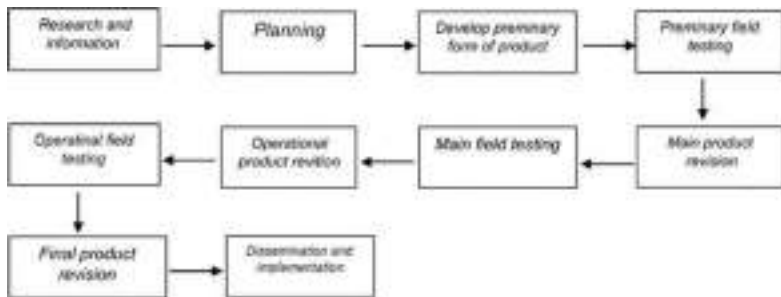 Research and
information
Planning
Develop preminary
form of product
Preminary field
testing
Main product
revision
Main field testing
Operational
product revition
Operatinal field
testing
Final product
revision
Dissemination and
implementation